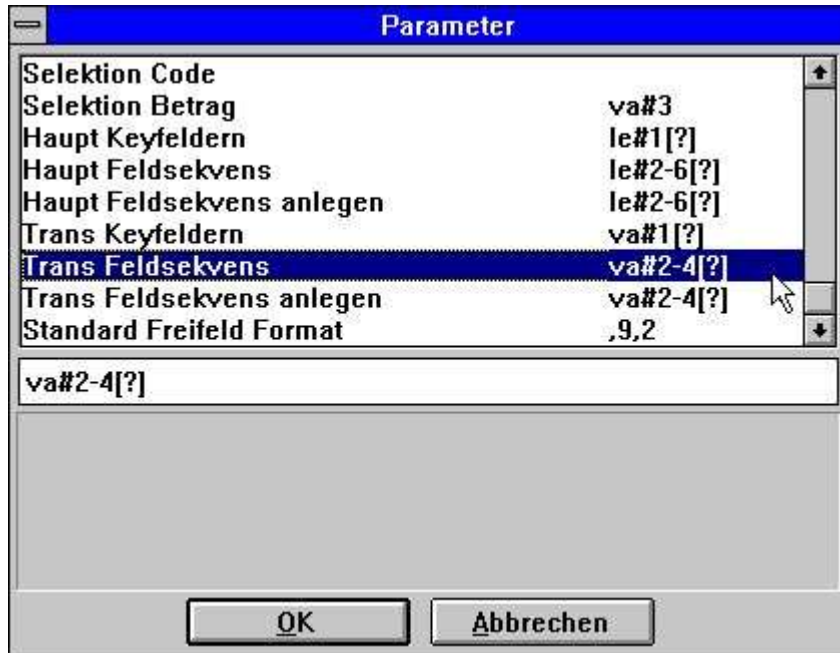 Parameter
Selektion Code
Selektion Betrag va#3
Haupt Keyfeldern le#1[?]
Haupt Feldsekvens le#2-6[?]
Haupt Feldsekvens anlegen le#2-6[?]
Trans Keyfeldern va#1[?]
Trans Feldsekvens va#2-4[?]
Trans Feldsekvens anlegen va#2-4[?]
Standard Freifeld Format ,9,2
va#2-4[?]
OK Abbrechen